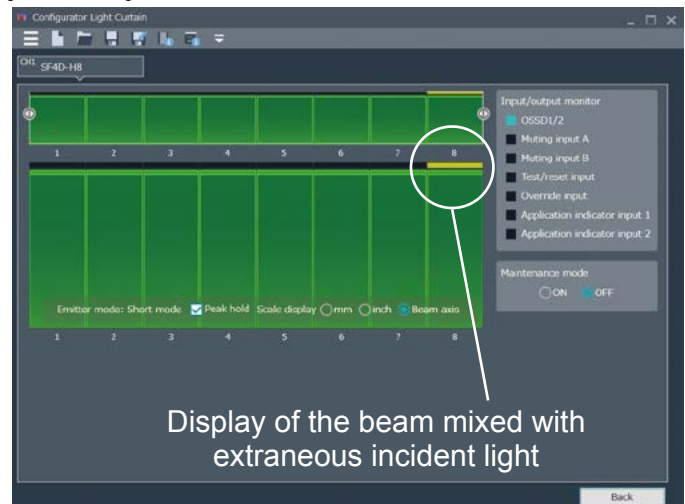 Configurator Light Curtain
CH1 SF4D-H8
1 2 3 4 5 6 7 8
Emitter mode: Short mode Peak hold Scale display mm inch Beam axis
1 2 3 4 5 6 7 8
Input/output monitor
OSSD1/2
Muting input A
Muting input B
Test/reset input
Override input
Application indicator input 1
Application indicator input 2
Maintenance mode
ON OFF
Display of the beam mixed with
extraneous incident light
Back